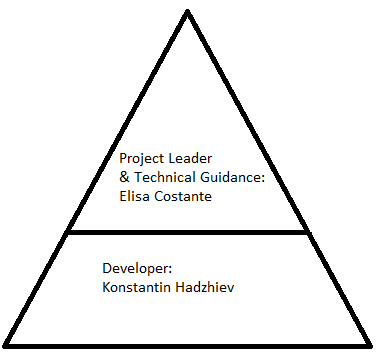 Project Leader
& Technical Guidance:
Elisa Costante
Developer:
Konstantin Hadzhiev